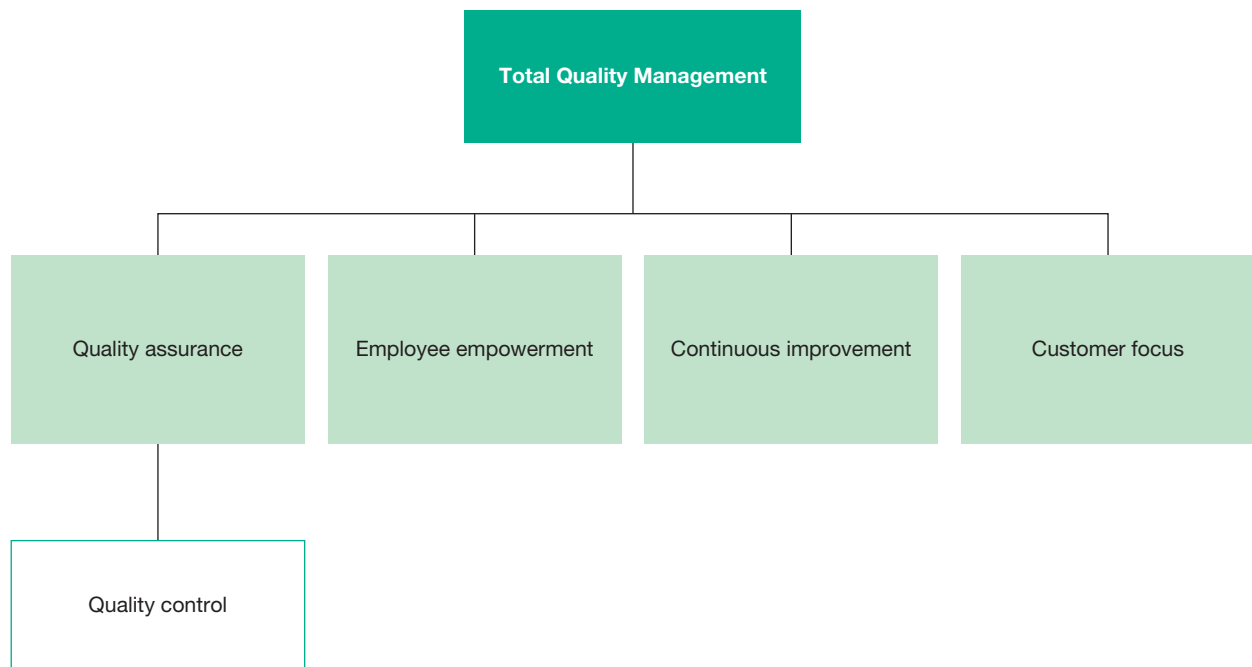 Total Quality Management
Quality assurance
Employee empowerment
Continuous improvement
Customer focus
Quality control